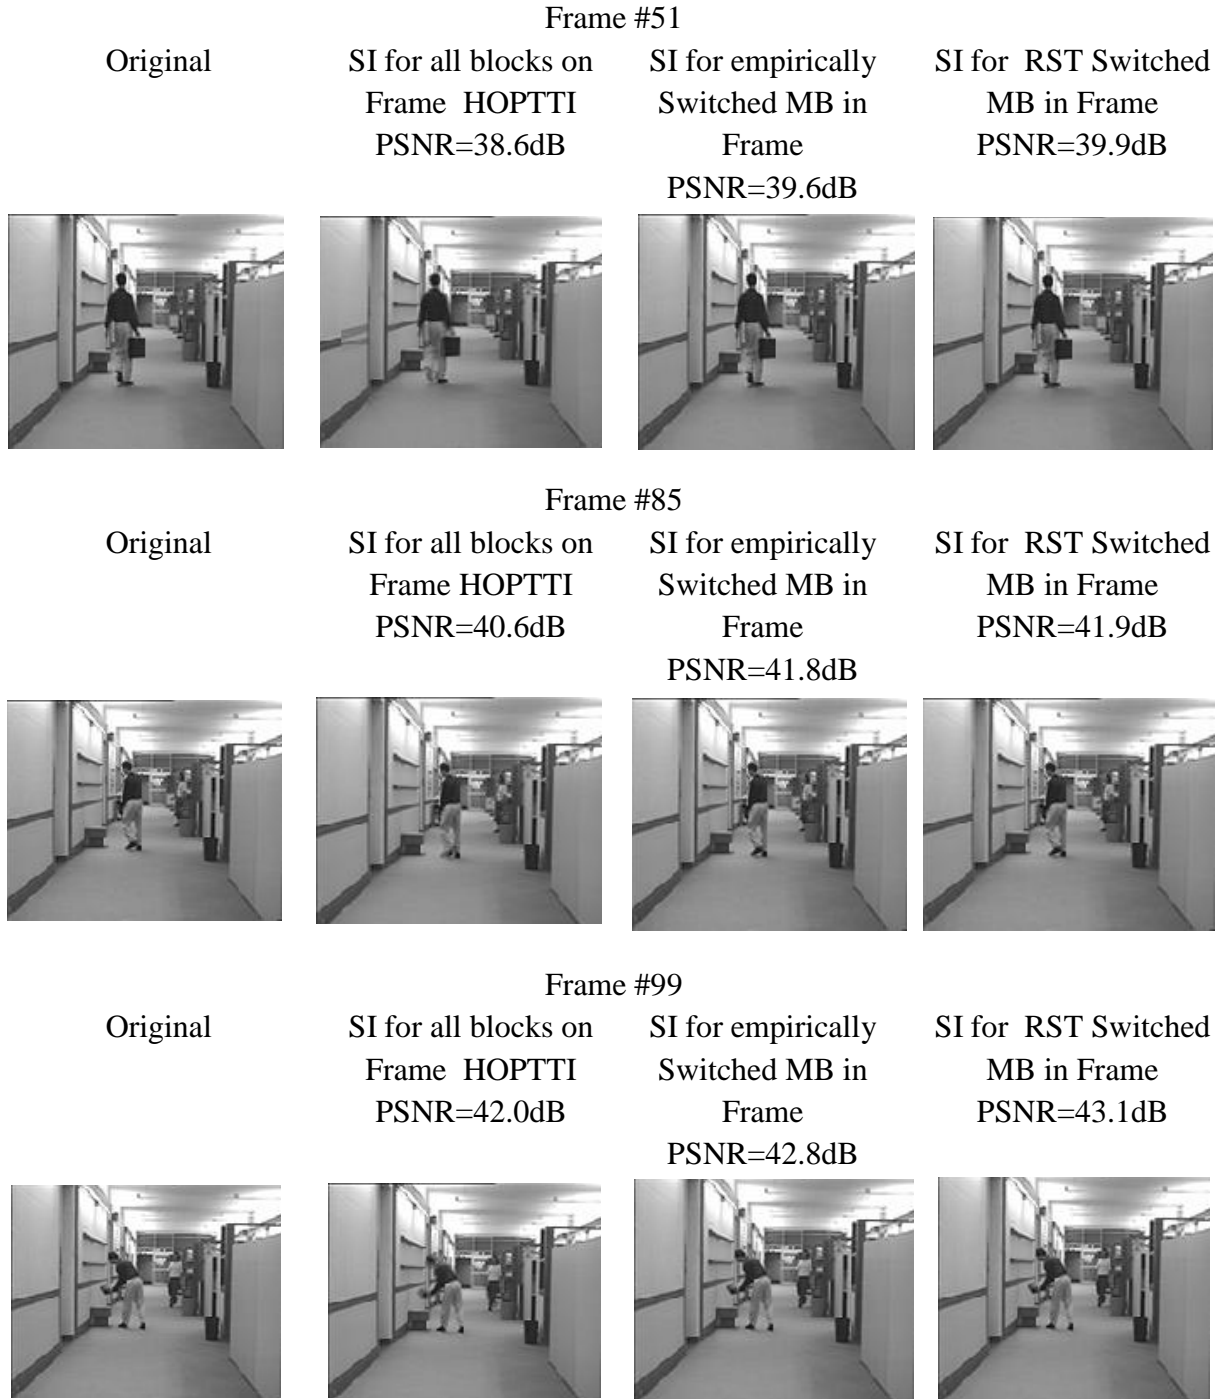 Frame #51
Original
SI for all blocks on
Frame HOPTTI
PSNR=38.6dB
SI for empirically
Switched MB in
Frame
PSNR=39.6dB
SI for RST Switched
MB in Frame
PSNR=39.9dB
Frame #85
Original
SI for all blocks on
Frame HOPTTI
PSNR=40.6dB
SI for empirically
Switched MB in
Frame
PSNR=41.8dB
SI for RST Switched
MB in Frame
PSNR=41.9dB
Frame #99
Original
SI for all blocks on
Frame HOPTTI
PSNR=42.0dB
SI for empirically
Switched MB in
Frame
PSNR=42.8dB
SI for RST Switched
MB in Frame
PSNR=43.1dB